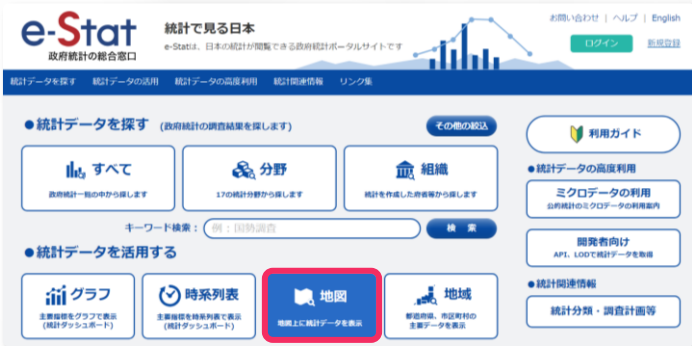 e-Stat
政府統計の総合窓口
統計で見る日本
e-Statは、日本の統計が閲覧できる政府統計ポータルサイトです
お問い合わせ | ヘルプ | English
ログイン 新規登録
統計データを探す 統計データの活用 統計データの高度利用 統計関連情報 リンク集
●統計データを探す (政府統計の調査結果を探します) その他の絞込
すべて
政府統計一覧の中から探します
分野
17の統計分野から探します
組織
統計を作成した府省等から探します
キーワード検索： 例：国勢調査 検索
●統計データを活用する
グラフ
主要指標をグラフで表示
(統計ダッシュボード)
時系列表
主要指標を時系列表で表示
(統計ダッシュボード)
地図
地図上に統計データを表示
地域
都道府県、市区町村の
主要データを表示
利用ガイド
●統計データの高度利用
ミクロデータの利用
公的統計のミクロデータの利用案内
開発者向け
API、LODで統計データを取得
●統計関連情報
統計分類・調査計画等